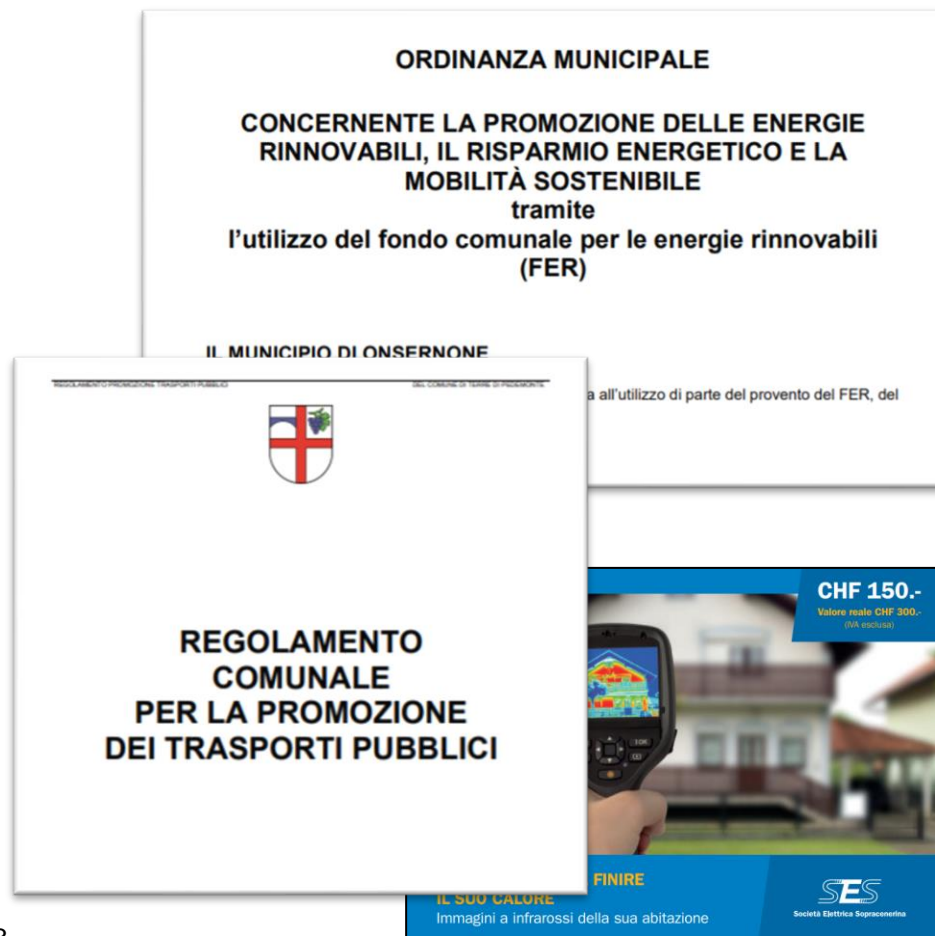 ORDINANZA MUNICIPALE
CONCERNENTE LA PROMOZIONE DELLE ENERGIE
RINNOVABILI, IL RISPARMIO ENERGETICO E LA
MOBILITÀ SOSTENIBILE
tramite
l'utilizzo del fondo comunale per le energie rinnovabili
(FER)
IL MUNICIPIO DI ONSERNONE
a all'utilizzo di parte del provento del FER, del
REGOLAMENTO PROMOZIONE TRASPORTI PUBBLICI
DEL COMUNE DI TERRE DI PEDEMONTE
REGOLAMENTO
COMUNALE
PER LA PROMOZIONE
DEI TRASPORTI PUBBLICI
CHF 150.-
Valore reale CHF 300.-
(IVA esclusa)
FINIRE
IL SUO CALORE
Immagini a infrarossi della sua abitazione
SES
Società Elettrica Sopracenerina